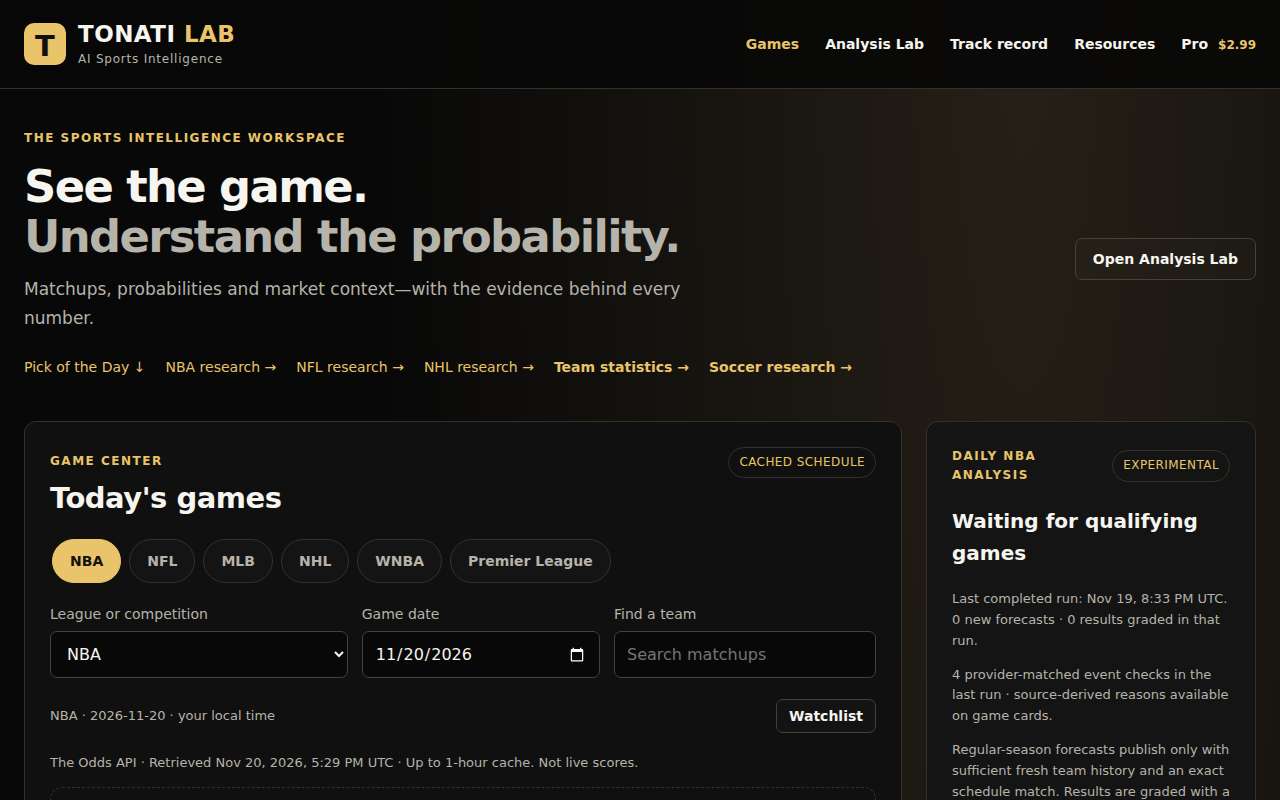 T
TONATI LAB
AI Sports Intelligence
Games
Analysis Lab
Track record
Resources
Pro $2.99
THE SPORTS INTELLIGENCE WORKSPACE
See the game.
Understand the probability.
Matchups, probabilities and market context—with the evidence behind every
number.
Open Analysis Lab
Pick of the Day ↓
NBA research →
NFL research →
NHL research →
Team statistics →
Soccer research →
GAME CENTER
CACHED SCHEDULE
Today's games
NBA
NFL
MLB
NHL
WNBA
Premier League
League or competition
Game date
Find a team
NBA
11/20/2026
Search matchups
NBA · 2026-11-20 · your local time
Watchlist
The Odds API · Retrieved Nov 20, 2026, 5:29 PM UTC · Up to 1-hour cache. Not live scores.
DAILY NBA
ANALYSIS
EXPERIMENTAL
Waiting for qualifying
games
Last completed run: Nov 19, 8:33 PM UTC.
0 new forecasts · 0 results graded in that
run.
4 provider-matched event checks in the
last run · source-derived reasons available
on game cards.
Regular-season forecasts publish only with
sufficient fresh team history and an exact
schedule match. Results are graded with a